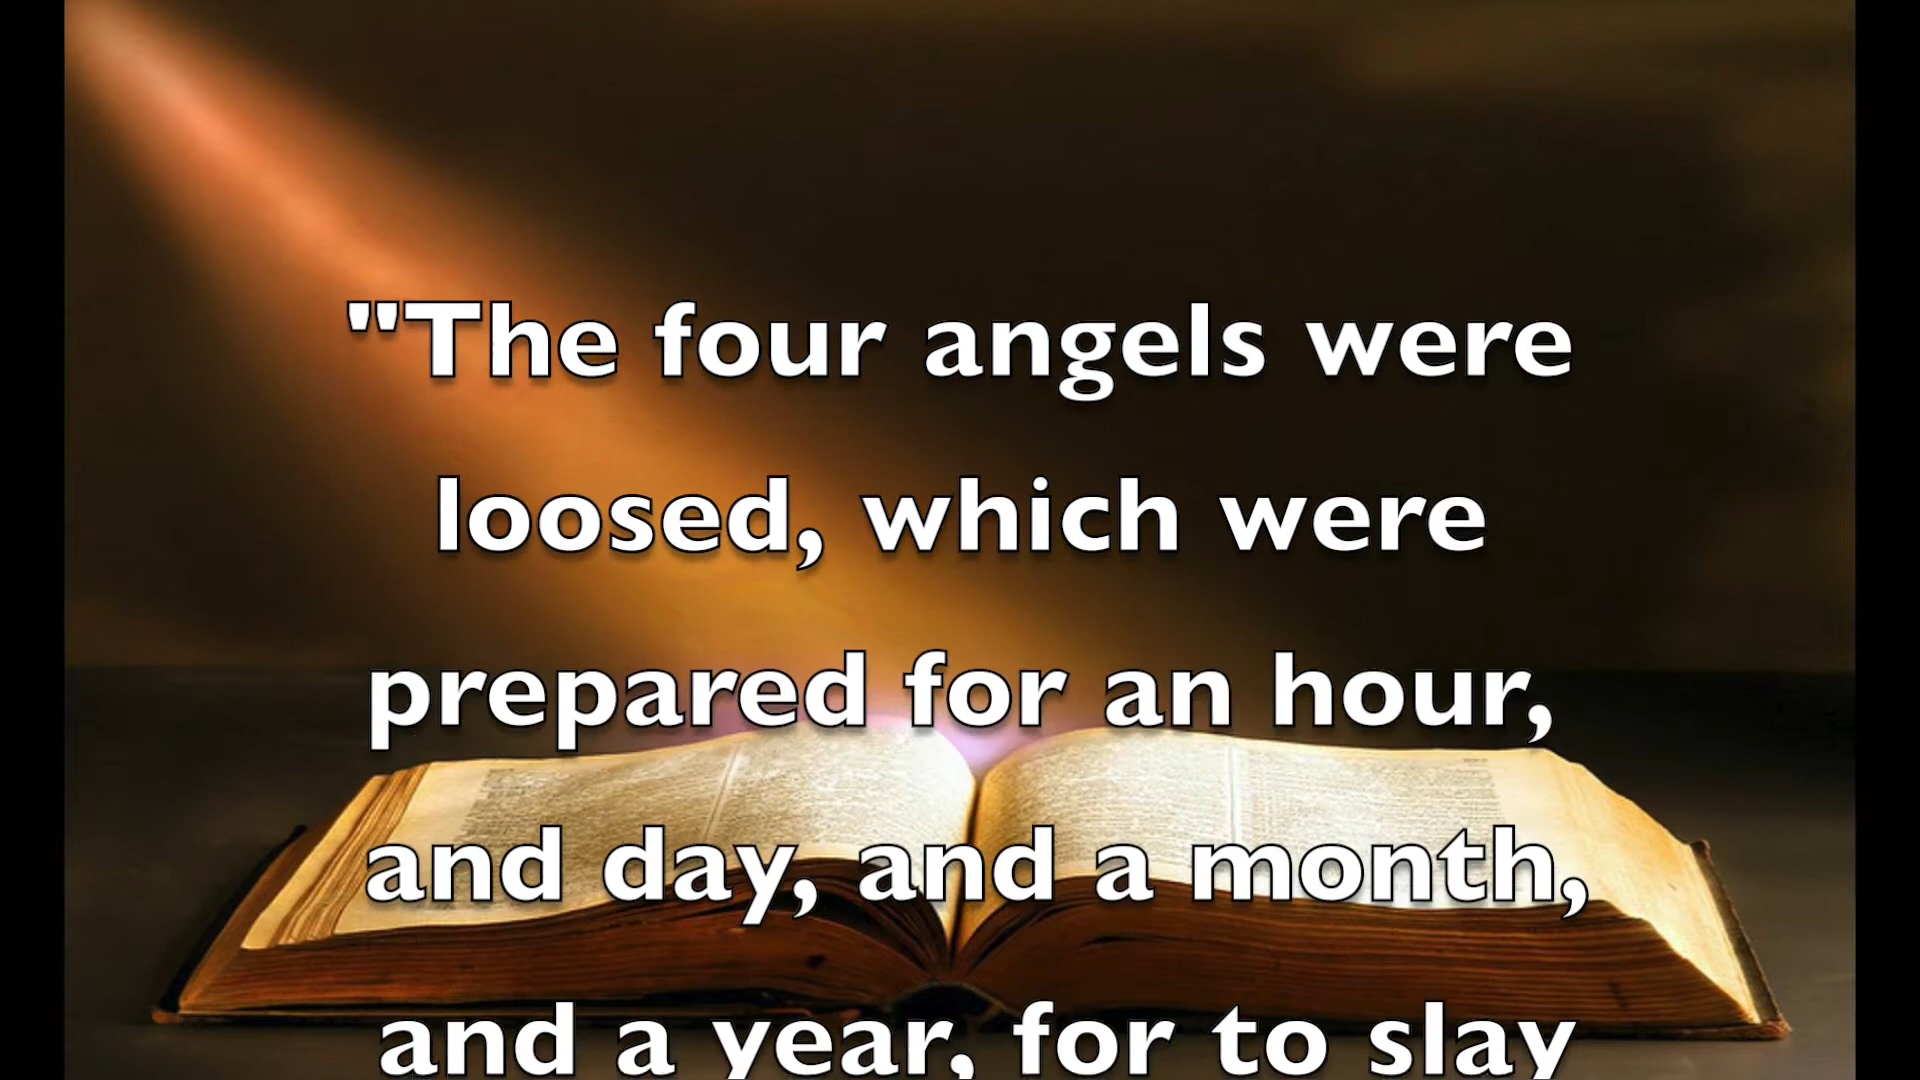 "The four angels were
loosed, which were
prepared for an hour,
and day, and a month,
and a year, for to slay